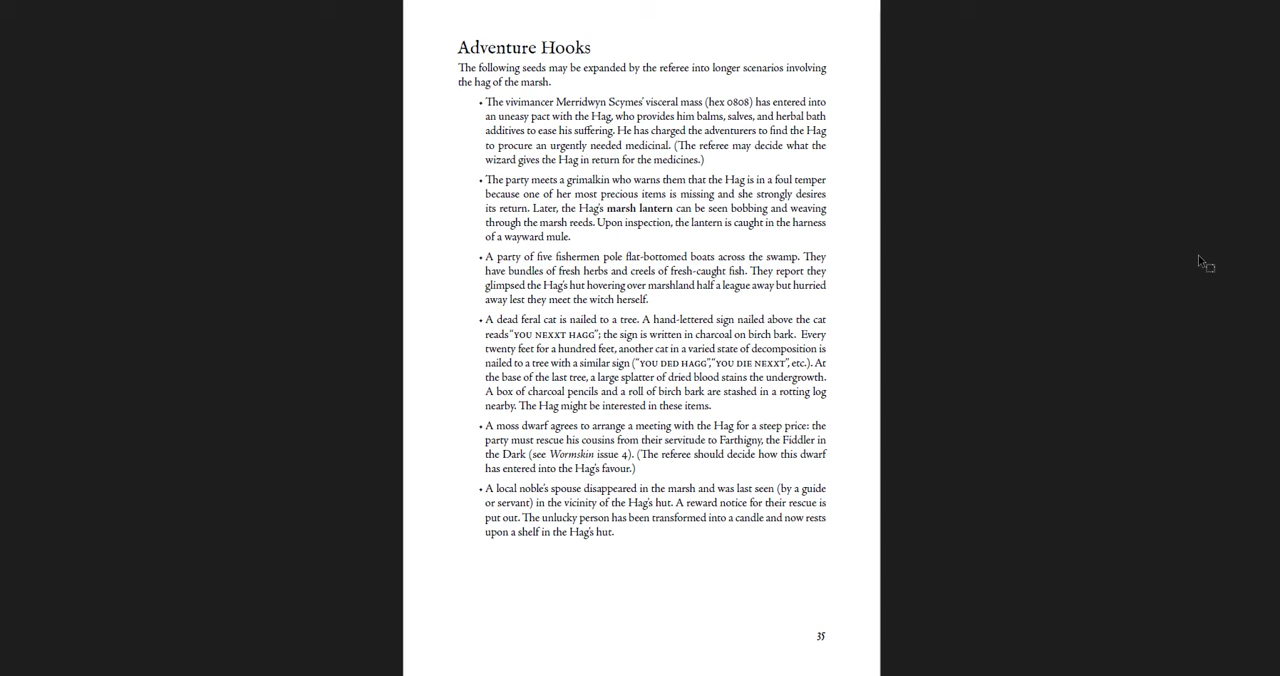 Adventure Hooks
The following seeds may be expanded by the referee into longer scenarios involving
the hag of the marsh.
• The vivimancer Merridwyn Scymes' visceral mass (hex 0808) has entered into
an uneasy pact with the Hag, who provides him balms, salves, and herbal bath
additives to ease his suffering. He has charged the adventurers to find the Hag
to procure an urgently needed medicinal. (The referee may decide what the
wizard gives the Hag in return for the medicines.)
• The party meets a grimalkin who warns them that the Hag is in a foul temper
because one of her most precious items is missing and she strongly desires
its return. Later, the Hag's marsh lantern can be seen bobbing and weaving
through the marsh reeds. Upon inspection, the lantern is caught in the harness
of a wayward mule.
• A party of five fishermen pole flat-bottomed boats across the swamp. They
have bundles of fresh herbs and creels of fresh-caught fish. They report they
glimpsed the Hag's hut hovering over marshland half a league away but hurried
away lest they meet the witch herself.
• A dead feral cat is nailed to a tree. A hand-lettered sign nailed above the cat
reads "YOU NEXXT HAGG"; the sign is written in charcoal on birch bark. Every
twenty feet for a hundred feet, another cat in a varied state of decomposition is
nailed to a tree with a similar sign ("YOU DED HAGG", "YOU DIE NEXXT", etc.). At
the base of the last tree, a large splatter of dried blood stains the undergrowth.
A box of charcoal pencils and a roll of birch bark are stashed in a rotting log
nearby. The Hag might be interested in these items.
• A moss dwarf agrees to arrange a meeting with the Hag for a steep price: the
party must rescue his cousins from their servitude to Farthigny, the Fiddler in
the Dark (see Wormskin issue 4). (The referee should decide how this dwarf
has entered into the Hag's favour.)
• A local noble's spouse disappeared in the marsh and was last seen (by a guide
or servant) in the vicinity of the Hag's hut. A reward notice for their rescue is
put out. The unlucky person has been transformed into a candle and now rests
upon a shelf in the Hag's hut.
35